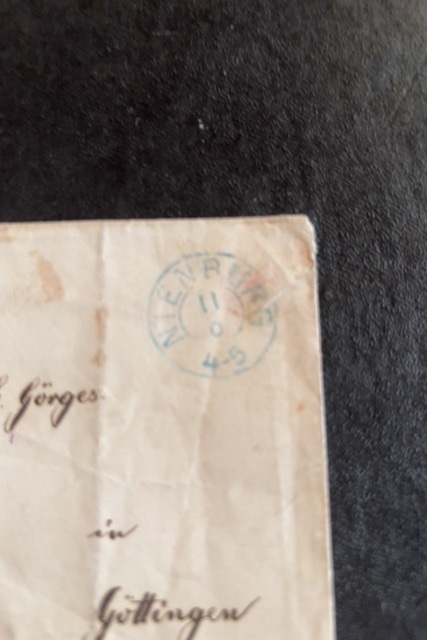 NIENBURG
11
6
4-5
Görges
in
Göttingen